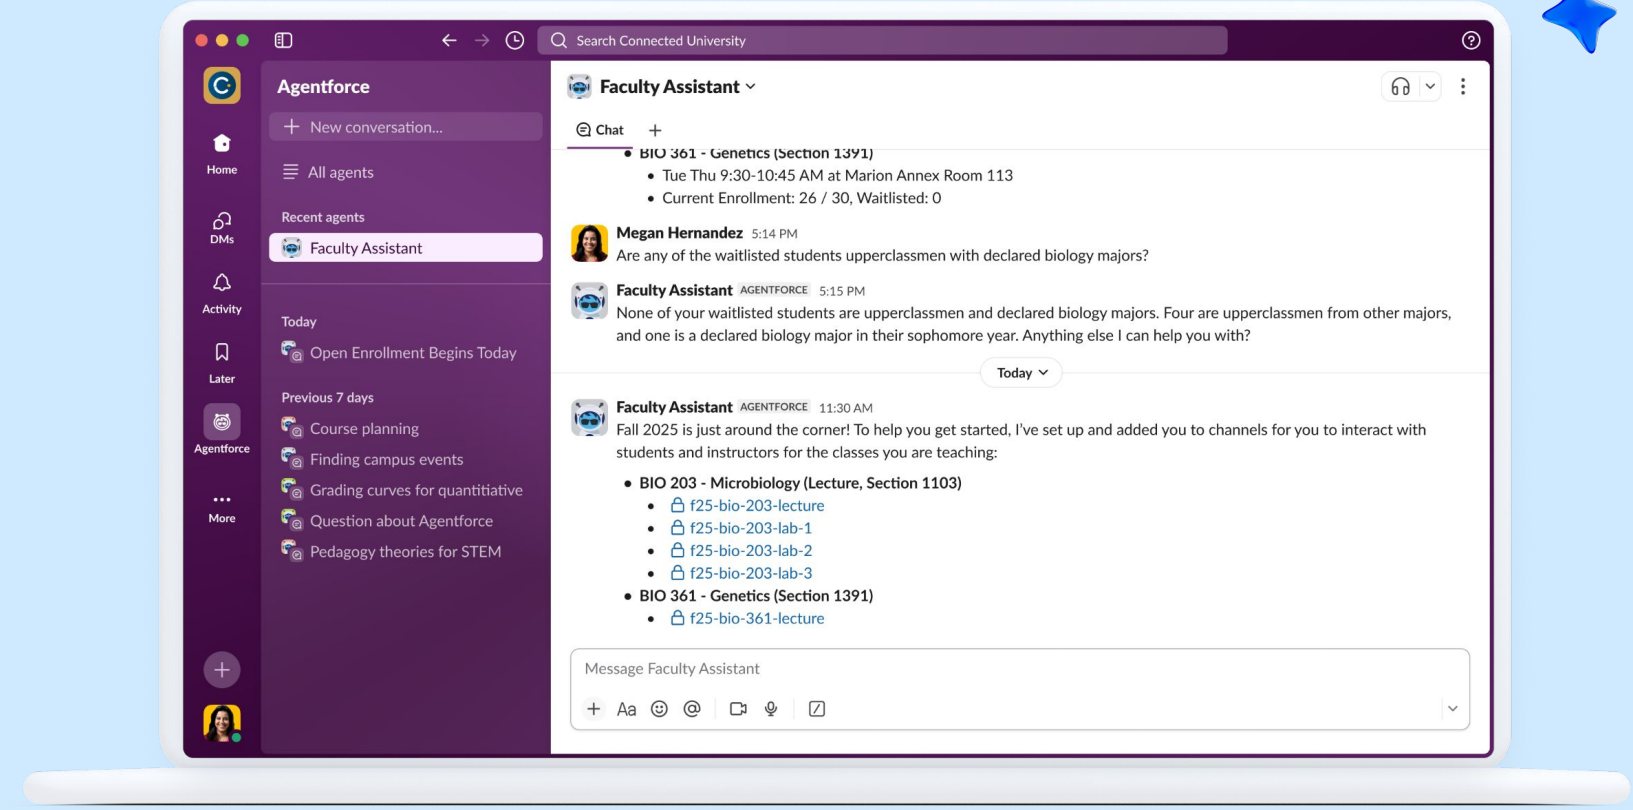 Search Connected University
Agentforce
New conversation...
All agents
Recent agents
Faculty Assistant
Today
Open Enrollment Begins Today
Previous 7 days
Course planning
Finding campus events
Grading curves for quantitiative
Question about Agentforce
Pedagogy theories for STEM
Home
DMs
Activity
Later
Agentforce
More
Faculty Assistant
Chat
BIO 361 - Genetics (Section 1391)
Tue Thu 9:30-10:45 AM at Marion Annex Room 113
Current Enrollment: 26 / 30, Waitlisted: 0
Megan Hernandez 5:14 PM
Are any of the waitlisted students upperclassmen with declared biology majors?
Faculty Assistant AGENTFORCE 5:15 PM
None of your waitlisted students are upperclassmen and declared biology majors. Four are upperclassmen from other majors,
and one is a declared biology major in their sophomore year. Anything else I can help you with?
Today
Faculty Assistant AGENTFORCE 11:30 AM
Fall 2025 is just around the corner! To help you get started, I've set up and added you to channels for you to interact with
students and instructors for the classes you are teaching:
BIO 203 - Microbiology (Lecture, Section 1103)
f25-bio-203-lecture
f25-bio-203-lab-1
f25-bio-203-lab-2
f25-bio-203-lab-3
BIO 361 - Genetics (Section 1391)
f25-bio-361-lecture
Message Faculty Assistant
Aa